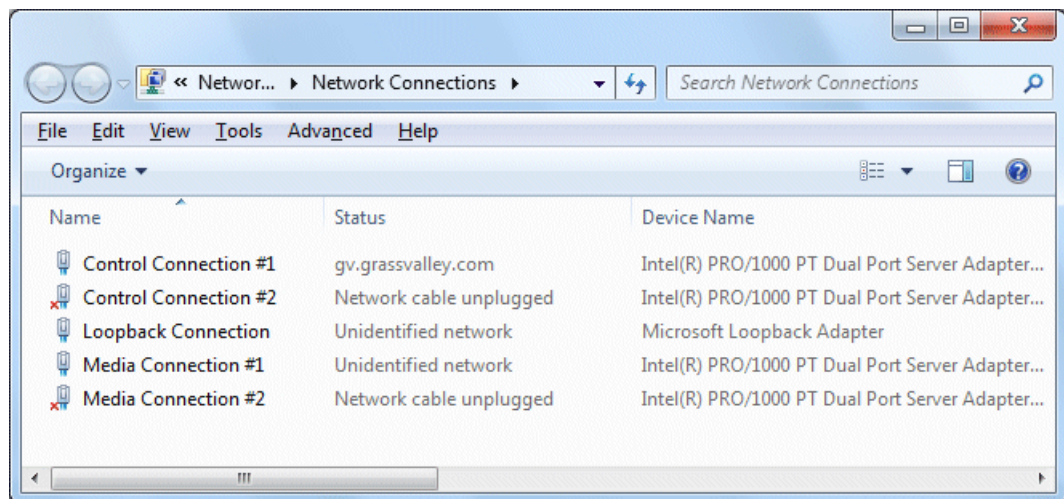 « Networ... ▸ Network Connections ▸ Search Network Connections
File Edit View Tools Advanced Help
Organize
Name Status Device Name
Control Connection #1 gv.grassvalley.com Intel(R) PRO/1000 PT Dual Port Server Adapter...
Control Connection #2 Network cable unplugged Intel(R) PRO/1000 PT Dual Port Server Adapter...
Loopback Connection Unidentified network Microsoft Loopback Adapter
Media Connection #1 Unidentified network Intel(R) PRO/1000 PT Dual Port Server Adapter...
Media Connection #2 Network cable unplugged Intel(R) PRO/1000 PT Dual Port Server Adapter...